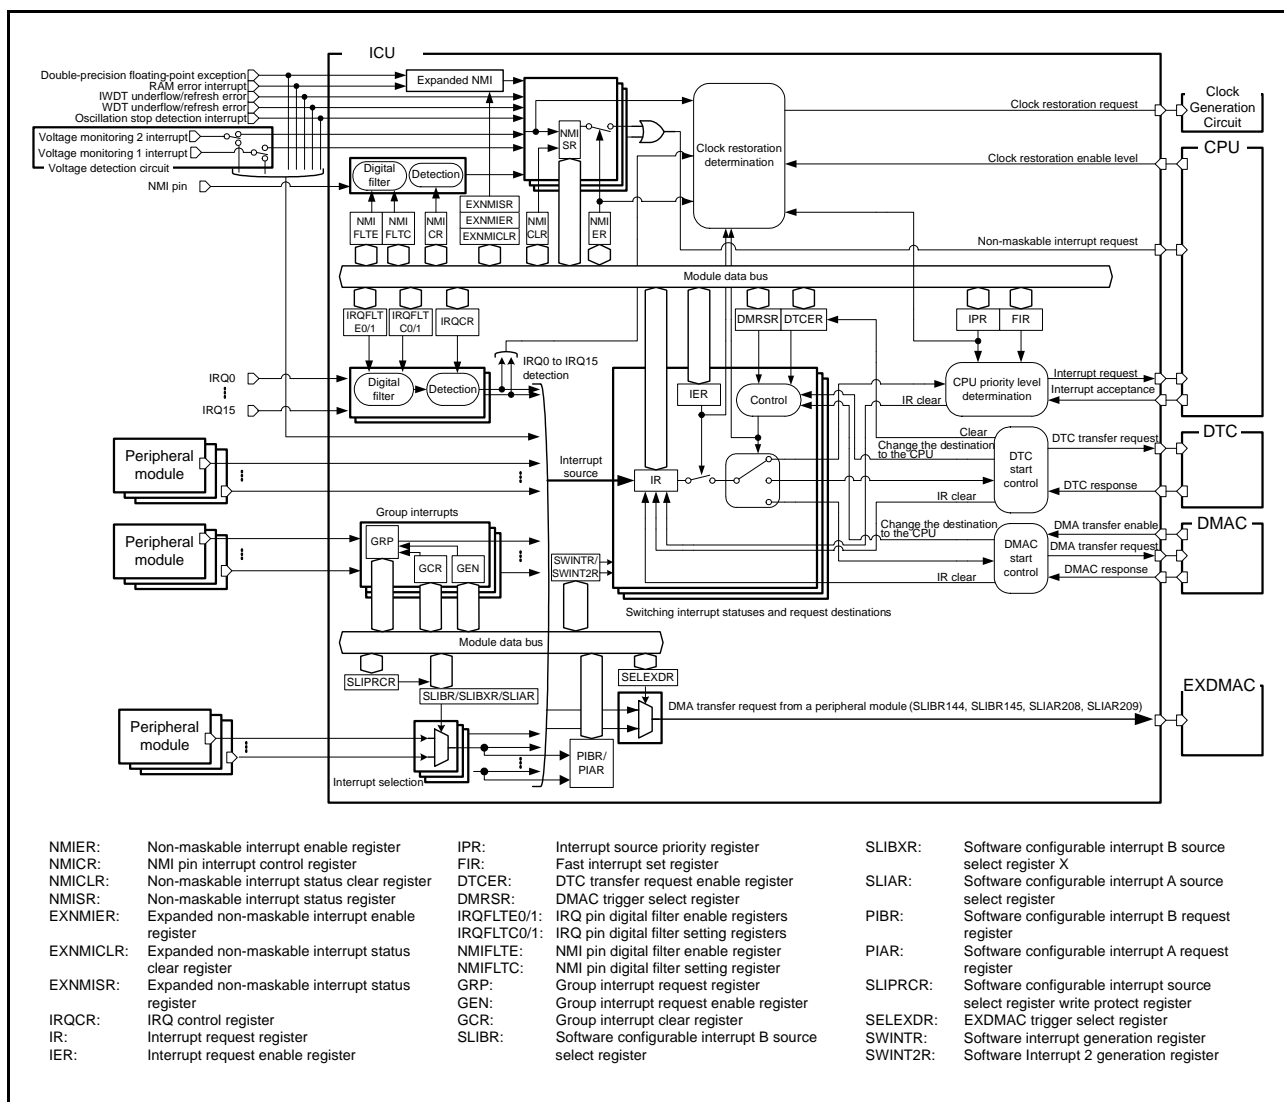 ICU
Double-precision floating-point exception
RAM error interrupt
IWDT underflow/refresh error
WDT underflow/refresh error
Oscillation stop detection interrupt
Voltage monitoring 2 interrupt
Voltage monitoring 1 interrupt
Voltage detection circuit
NMI pin
Expanded NMI
Digital
filter
Detection
NMI
FLTE
NMI
FLTC
NMI
CR
EXNMISR
EXNMIER
EXNMICLR
NMI
CLR
NMI
SR
NMI
ER
Clock restoration
determination
Clock restoration request
Clock restoration enable level
Non-maskable interrupt request
Clock
Generation
Circuit
CPU
Module data bus
IRQFLT
E0/1
IRQFLT
C0/1
IRQCR
DMRSR
DTCER
IPR
FIR
IRQ0
IRQ15
Digital
filter
Detection
IRQ0 to IRQ15
detection
IER
Control
CPU priority level
determination
Interrupt request
Interrupt acceptance
IR clear
Clear
Change the destination
to the CPU
DTC
start
control
DTC transfer request
DTC response
DTC
IR clear
Peripheral
module
Interrupt
source
IR
Peripheral
module
Group interrupts
GRP
GCR
GEN
SWINTR/
SWINT2R
Change the destination
to the CPU
DMAC
start
control
DMA transfer enable
DMA transfer request
DMAC response
DMAC
IR clear
Switching interrupt statuses and request destinations
Module data bus
SLIPRCR
SLIBR/SLIBXR/SLIAR
SELEXDR
DMA transfer request from a peripheral module (SLIBR144, SLIBR145, SLIAR208, SLIAR209)
EXDMAC
Peripheral
module
PIBR/
PIAR
Interrupt selection
NMIER: Non-maskable interrupt enable register
NMICR: NMI pin interrupt control register
NMICLR: Non-maskable interrupt status clear register
NMISR: Non-maskable interrupt status register
EXNMIER: Expanded non-maskable interrupt enable
register
EXNMICLR: Expanded non-maskable interrupt status
clear register
EXNMISR: Expanded non-maskable interrupt status
register
IRQCR: IRQ control register
IR: Interrupt request register
IER: Interrupt request enable register
IPR: Interrupt source priority register
FIR: Fast interrupt set register
DTCER: DTC transfer request enable register
DMRSR: DMAC trigger select register
IRQFLTE0/1: IRQ pin digital filter enable registers
IRQFLTC0/1: IRQ pin digital filter setting registers
NMIFLTE: NMI pin digital filter enable register
NMIFLTC: NMI pin digital filter setting register
GRP: Group interrupt request register
GEN: Group interrupt request enable register
GCR: Group interrupt clear register
SLIBR: Software configurable interrupt B source
select register
SLIBXR: Software configurable interrupt B source
select register X
SLIAR: Software configurable interrupt A source
select register
PIBR: Software configurable interrupt B request
register
PIAR: Software configurable interrupt A request
register
SLIPRCR: Software configurable interrupt source
select register write protect register
SELEXDR: EXDMAC trigger select register
SWINTR: Software interrupt generation register
SWINT2R: Software Interrupt 2 generation register